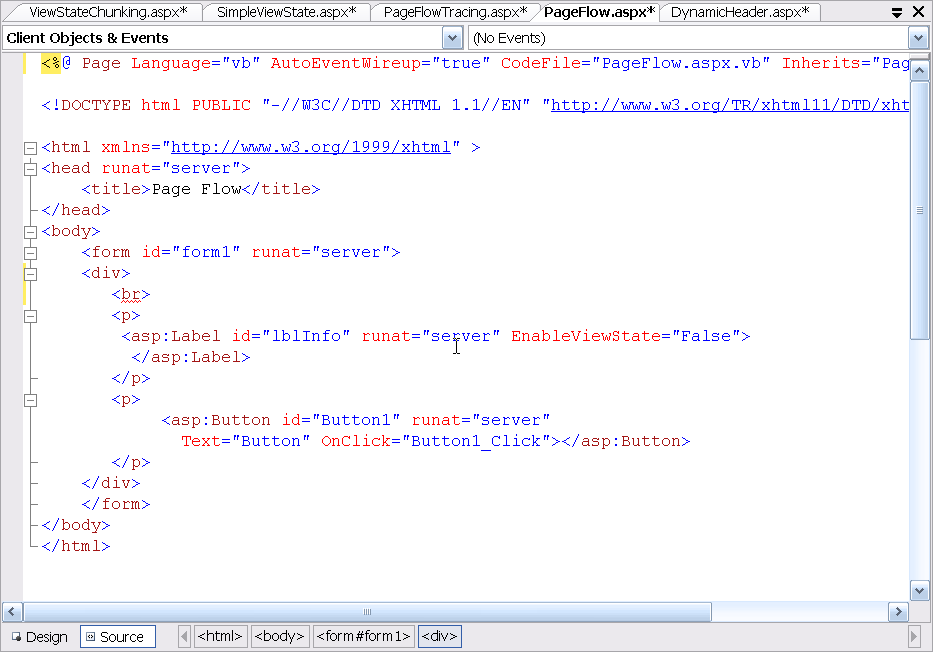 ViewStateChunking.aspx* SimpleViewState.aspx* PageFlowTracing.aspx* PageFlow.aspx* DynamicHeader.aspx*
Client Objects & Events (No Events)
<%@ Page Language="vb" AutoEventWireup="true" CodeFile="PageFlow.aspx.vb" Inherits="Pag
<!DOCTYPE html PUBLIC "-//W3C//DTD XHTML 1.1//EN" "http://www.w3.org/TR/xhtml11/DTD/xht
<html xmlns="http://www.w3.org/1999/xhtml" >
<head runat="server">
<title>Page Flow</title>
</head>
<body>
<form id="form1" runat="server">
<div>
<br>
<p>
<asp:Label id="lblInfo" runat="server" EnableViewState="False">
</asp:Label>
</p>
<p>
<asp:Button id="Button1" runat="server"
Text="Button" OnClick="Button1_Click"></asp:Button>
</p>
</div>
</form>
</body>
</html>
Design Source <html> <body> <form#form1> <div>